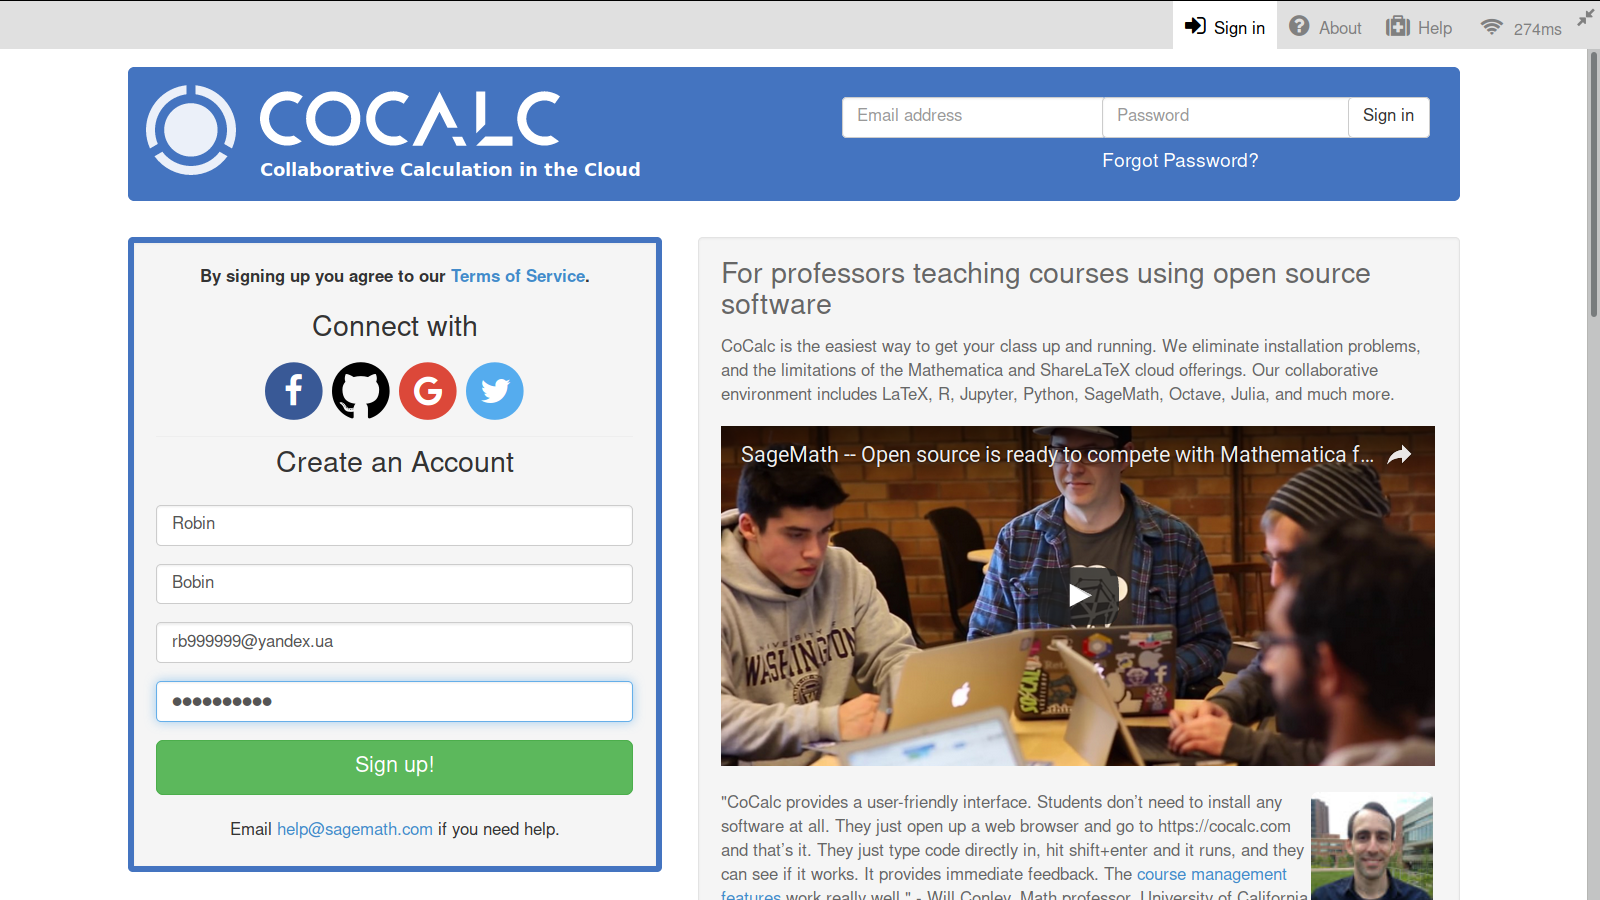 Sign in
About
Help
274ms
COCALC
Collaborative Calculation in the Cloud
Email address
Password
Sign in
Forgot Password?
By signing up you agree to our Terms of Service.
Connect with
Create an Account
Robin
Bobin
rb999999@yandex.ua
●●●●●●●●●●
Sign up!
Email help@sagemath.com if you need help.
For professors teaching courses using open source
software
CoCalc is the easiest way to get your class up and running. We eliminate installation problems,
and the limitations of the Mathematica and ShareLaTeX cloud offerings. Our collaborative
environment includes LaTeX, R, Jupyter, Python, SageMath, Octave, Julia, and much more.
SageMath -- Open source is ready to compete with Mathematica f...
WASHINGTON
"CoCalc provides a user-friendly interface. Students don't need to install any
software at all. They just open up a web browser and go to https://cocalc.com
and that's it. They just type code directly in, hit shift+enter and it runs, and they
can see if it works. It provides immediate feedback. The course management
features work really well." - Will Conley, Math professor, University of California